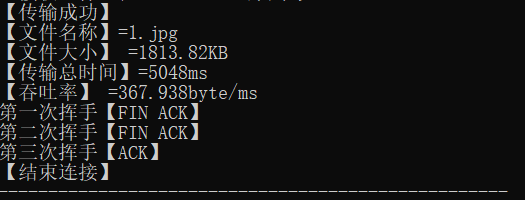 【传输成功】
【文件名称】=1.jpg
【文件大小】 =1813.82KB
【传输总时间】=5048ms
【吞吐率】 =367.938byte/ms
第一次挥手【FIN ACK】
第二次挥手【FIN ACK】
第三次挥手【ACK】
【结束连接】
---------------------------------------------------